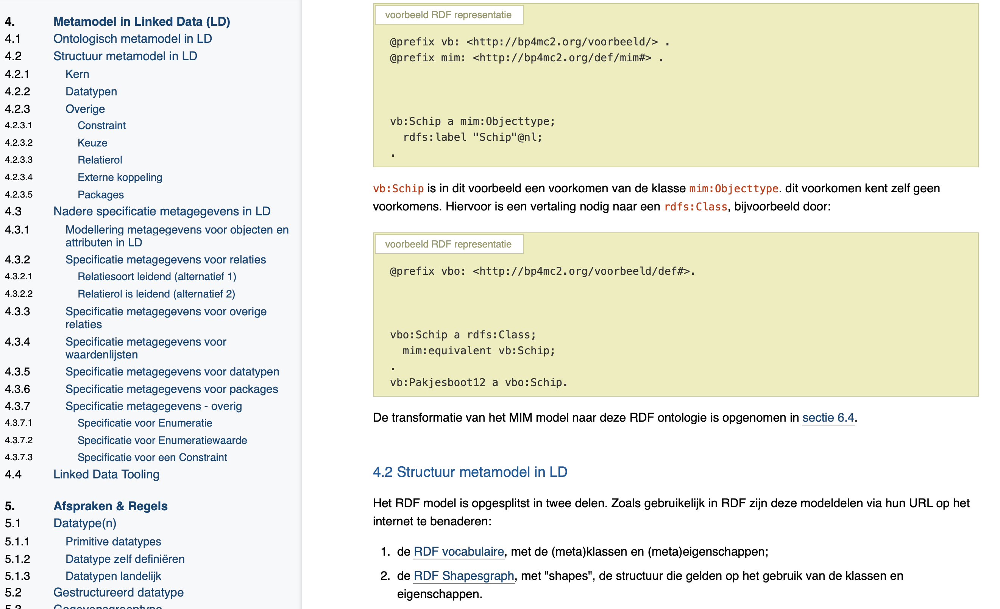 4. Metamodel in Linked Data (LD)
4.1 Ontologisch metamodel in LD
4.2 Structuur metamodel in LD
4.2.1 Kern
4.2.2 Datatypen
4.2.3 Overige
4.2.3.1 Constraint
4.2.3.2 Keuze
4.2.3.3 Relatierol
4.2.3.4 Externe koppeling
4.2.3.5 Packages
4.3 Nadere specificatie metagegevens in LD
4.3.1 Modellering metagegevens voor objecten en
attributen in LD
4.3.2 Specificatie metagegevens voor relaties
4.3.2.1 Relatiesoort leidend (alternatief 1)
4.3.2.2 Relatierol is leidend (alternatief 2)
4.3.3 Specificatie metagegevens voor overige
relaties
4.3.4 Specificatie metagegevens voor
waardenlijsten
4.3.5 Specificatie metagegevens voor datatypen
4.3.6 Specificatie metagegevens voor packages
4.3.7 Specificatie metagegevens - overig
4.3.7.1 Specificatie voor Enumeratie
4.3.7.2 Specificatie voor Enumeratiewaarde
4.3.7.3 Specificatie voor een Constraint
4.4 Linked Data Tooling
5. Afspraken & Regels
5.1 Datatype(n)
5.1.1 Primitive datatypes
5.1.2 Datatype zelf definiëren
5.1.3 Datatypen landelijk
5.2 Gestructureerd datatype
5.3 Gegevensgroeptype
voorbeeld RDF representatie
@prefix vb: <http://bp4mc2.org/voorbeeld/> .
@prefix mim: <http://bp4mc2.org/def/mim#> .
vb:Schip a mim:Objecttype;
rdfs:label "Schip"@nl;
.
vb:Schip is in dit voorbeeld een voorkomen van de klasse mim:Objecttype. dit voorkomen kent zelf geen
voorkomens. Hiervoor is een vertaling nodig naar een rdfs:Class, bijvoorbeeld door:
voorbeeld RDF representatie
@prefix vbo: <http://bp4mc2.org/voorbeeld/def#>.
vbo:Schip a rdfs:Class;
mim:equivalent vb:Schip;
.
vb:Pakjesboot12 a vbo:Schip.
De transformatie van het MIM model naar deze RDF ontologie is opgenomen in sectie 6.4.
4.2 Structuur metamodel in LD
Het RDF model is opgesplitst in twee delen. Zoals gebruikelijk in RDF zijn deze modeldelen via hun URL op het
internet te benaderen:
1. de RDF vocabulaire, met de (meta)klassen en (meta)eigenschappen;
2. de RDF Shapesgraph, met "shapes", de structuur die gelden op het gebruik van de klassen en
eigenschappen.